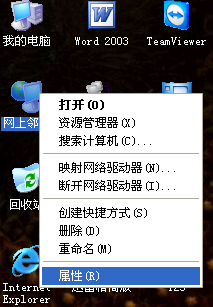 我的电脑 Word 2003 TeamViewer
网上邻
打开(O)
资源管理器(X)
搜索计算机(C)...
映射网络驱动器(N)...
断开网络驱动器(I)...
创建快捷方式(S)
删除(D)
重命名(M)
属性(R)
回收站
Internet
Explorer